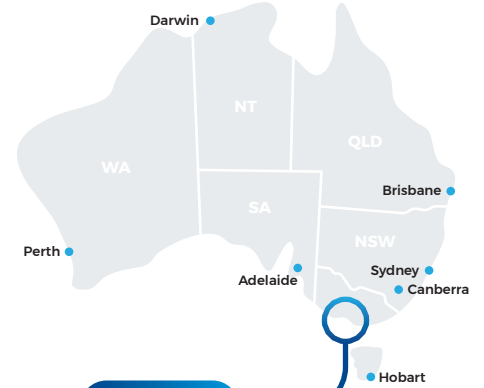 Darwin
NT
QLD
WA
Brisbane
SA
NSW
Perth
Sydney
Adelaide
Canberra
Hobart